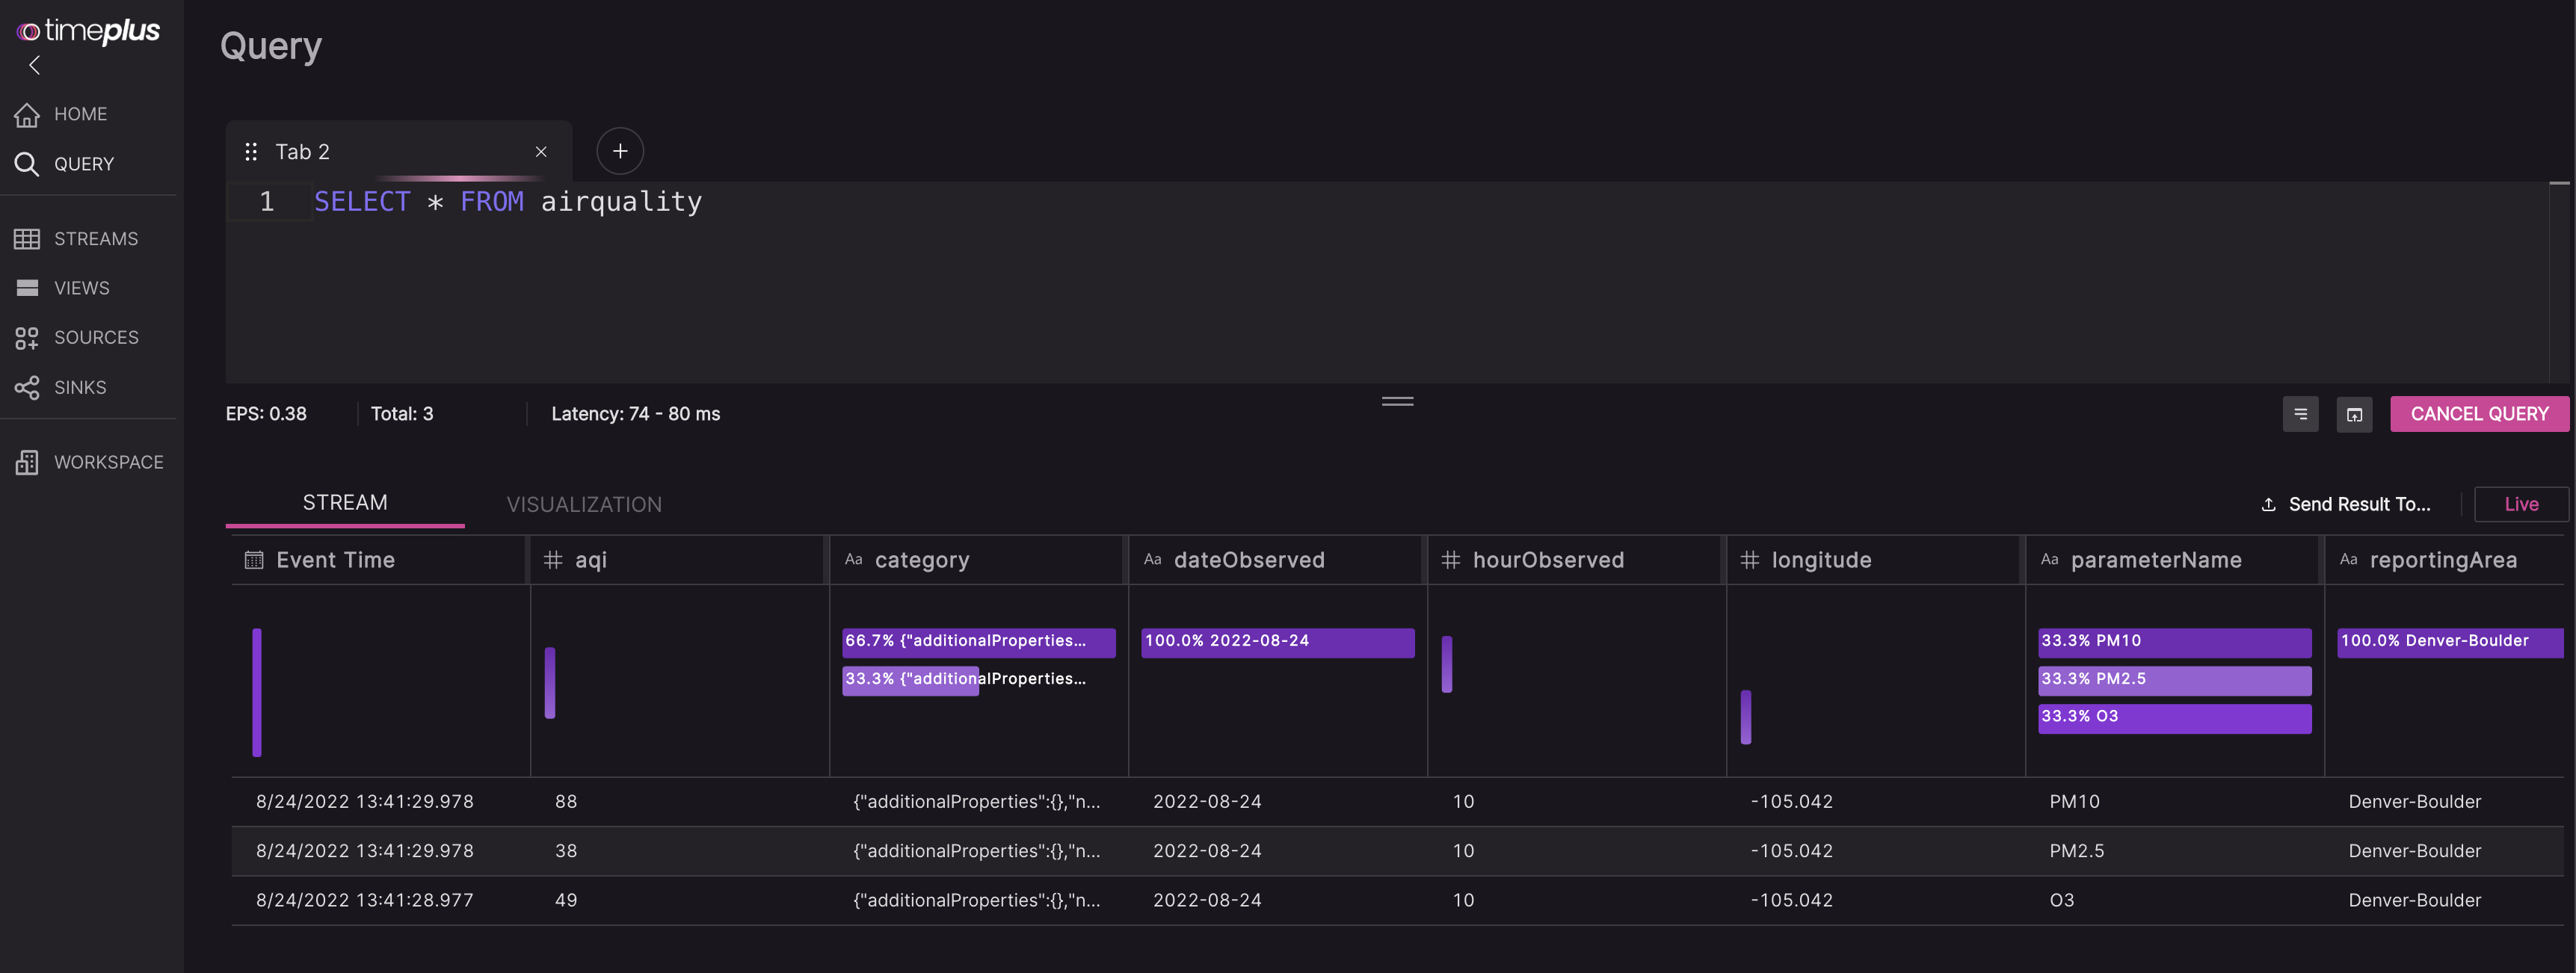 timeplus
HOME
QUERY
STREAMS
VIEWS
SOURCES
SINKS
WORKSPACE
Query
Tab 2
1 SELECT * FROM airquality
EPS: 0.38 Total: 3 Latency: 74 - 80 ms CANCEL QUERY
STREAM VISUALIZATION Send Result To... Live
Event Time # aqi Aa category Aa dateObserved # hourObserved # longitude Aa parameterName Aa reportingArea
66.7% {"additionalProperties... 100.0% 2022-08-24 33.3% PM10 100.0% Denver-Boulder
33.3% {"additionalProperties... 33.3% PM2.5
33.3% O3
8/24/2022 13:41:29.978 88 {"additionalProperties":{},"n... 2022-08-24 10 -105.042 PM10 Denver-Boulder
8/24/2022 13:41:29.978 38 {"additionalProperties":{},"n... 2022-08-24 10 -105.042 PM2.5 Denver-Boulder
8/24/2022 13:41:28.977 49 {"additionalProperties":{},"n... 2022-08-24 10 -105.042 O3 Denver-Boulder